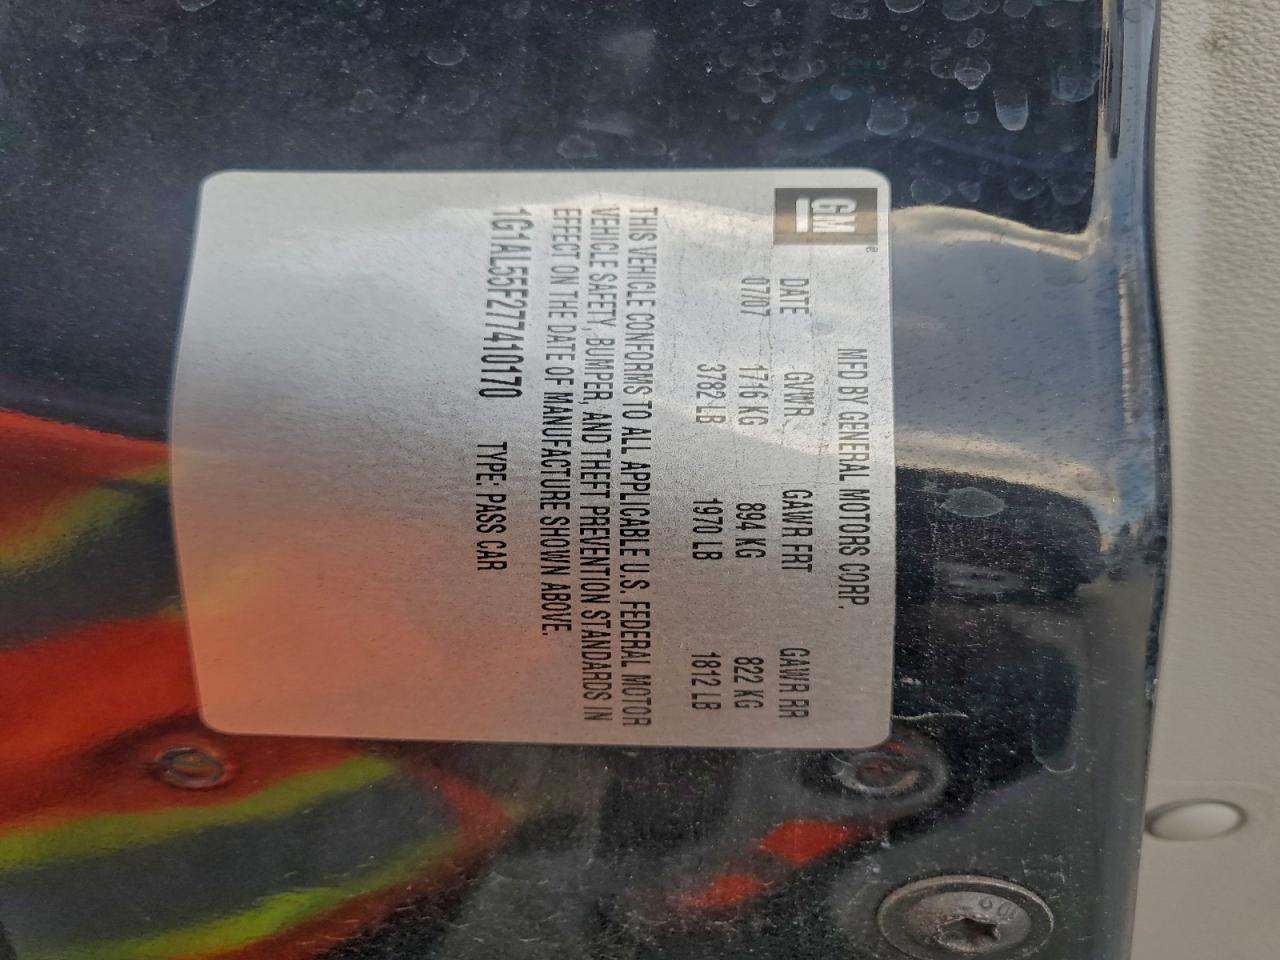 GM®
MFD BY GENERAL MOTORS CORP.
DATE GVWR GAWR FRT GAWR RR
07/07 1716 KG 894 KG 822 KG
3782 LB 1970 LB 1812 LB
THIS VEHICLE CONFORMS TO ALL APPLICABLE U.S. FEDERAL MOTOR
VEHICLE SAFETY, BUMPER, AND THEFT PREVENTION STANDARDS IN
EFFECT ON THE DATE OF MANUFACTURE SHOWN ABOVE.
1G1AL55F277410170 TYPE: PASS CAR